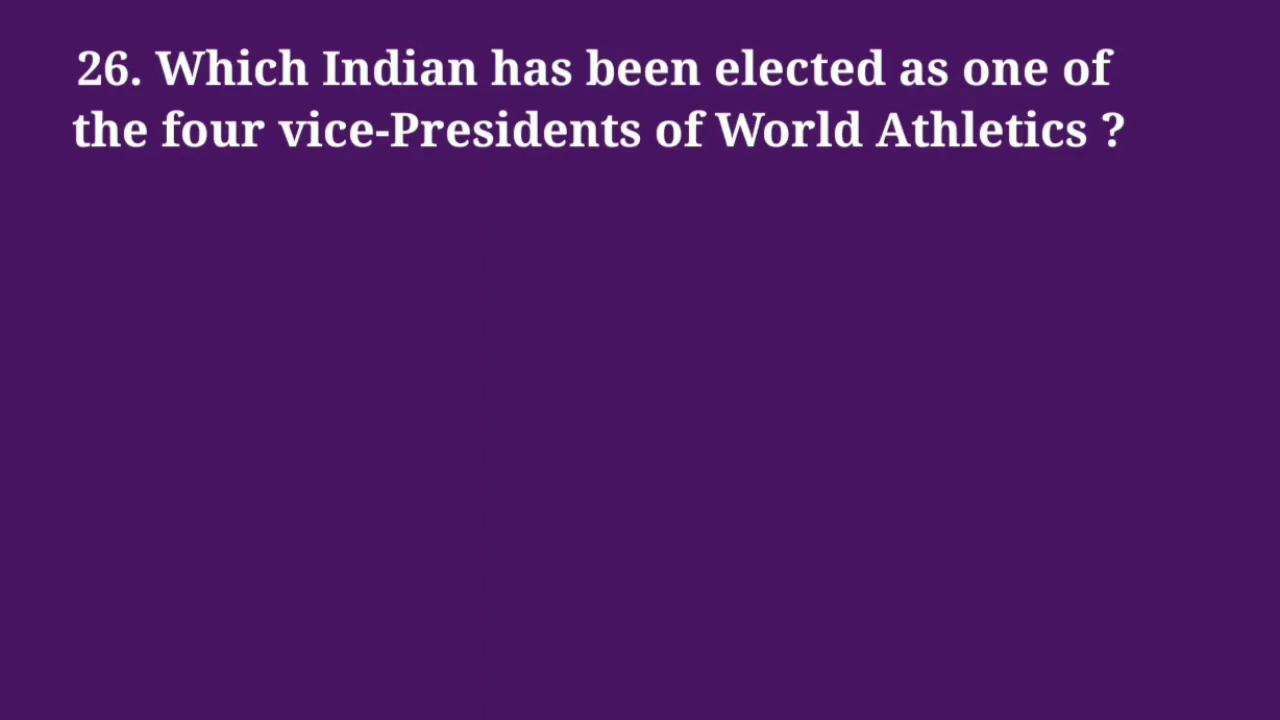 26. Which Indian has been elected as one of
the four vice-Presidents of World Athletics ?